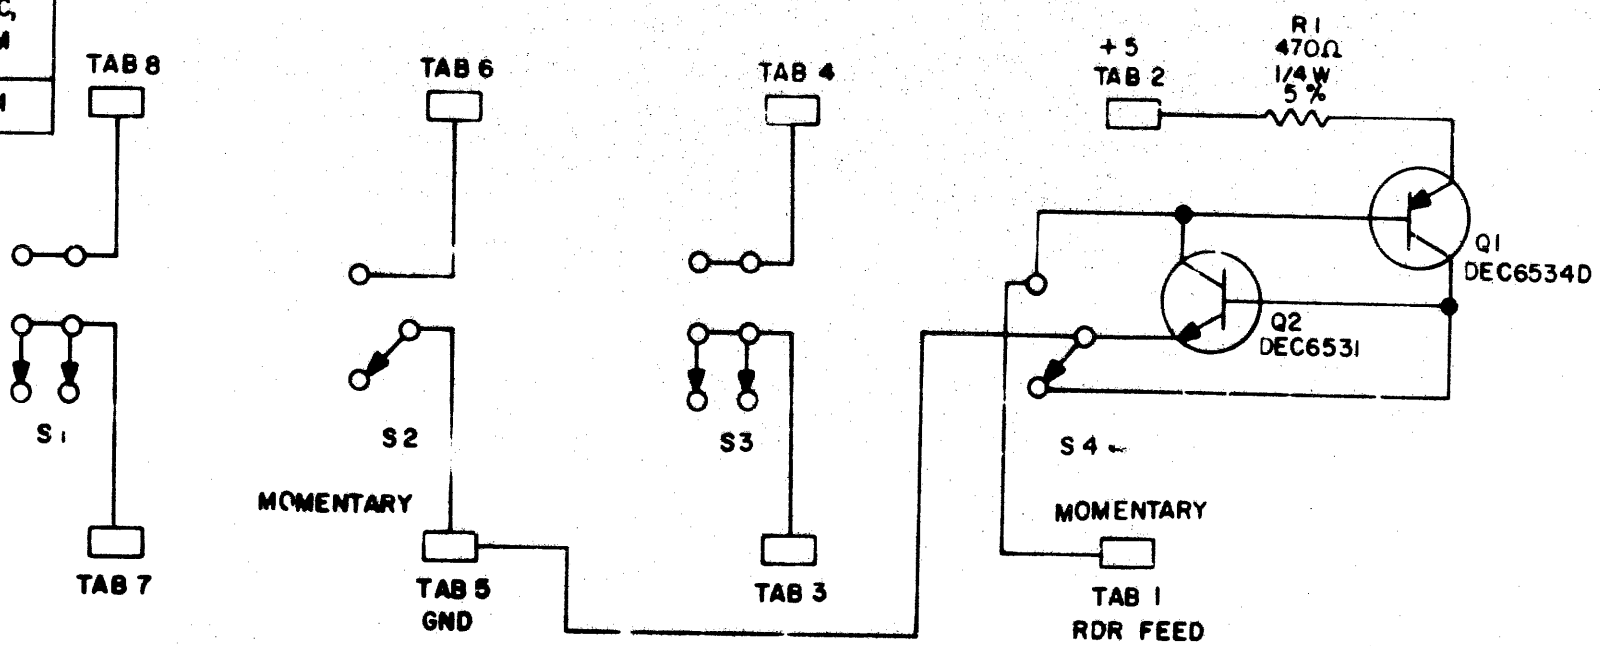 C,
M
TAB 8
TAB 6
TAB 4
+5
TAB 2
R1
470Ω
1/4 W
5 %
Q1
DEC6534D
Q2
DEC6531
S1
S2
S3
S4
MOMENTARY
MOMENTARY
TAB 7
TAB 5
GND
TAB 3
TAB 1
RDR FEED